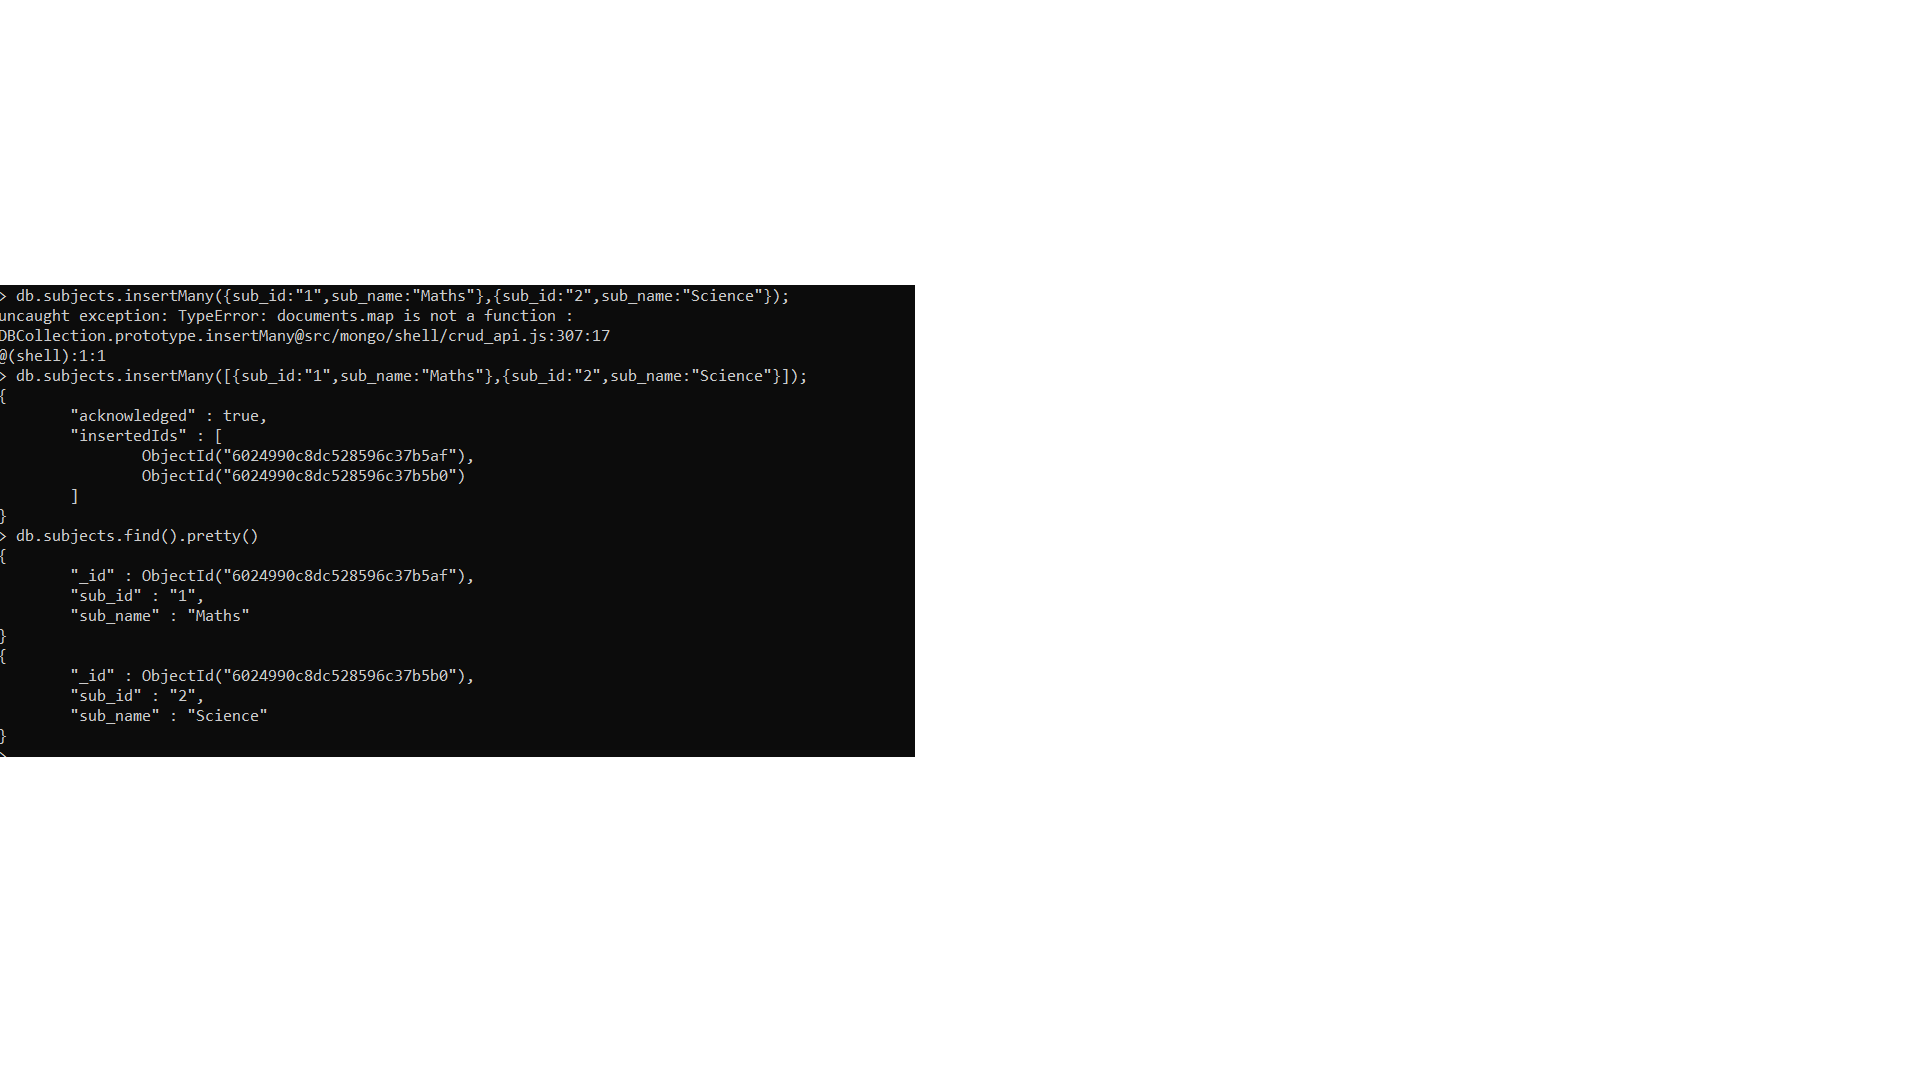 > db.subjects.insertMany({sub_id:"1",sub_name:"Maths"},{sub_id:"2",sub_name:"Science"});
uncaught exception: TypeError: documents.map is not a function :
DBCollection.prototype.insertMany@src/mongo/shell/crud_api.js:307:17
@(shell):1:1
> db.subjects.insertMany([{sub_id:"1",sub_name:"Maths"},{sub_id:"2",sub_name:"Science"}]);
{
        "acknowledged" : true,
        "insertedIds" : [
                ObjectId("6024990c8dc528596c37b5af"),
                ObjectId("6024990c8dc528596c37b5b0")
        ]
}
> db.subjects.find().pretty()
{
        "_id" : ObjectId("6024990c8dc528596c37b5af"),
        "sub_id" : "1",
        "sub_name" : "Maths"
}
{
        "_id" : ObjectId("6024990c8dc528596c37b5b0"),
        "sub_id" : "2",
        "sub_name" : "Science"
}
>